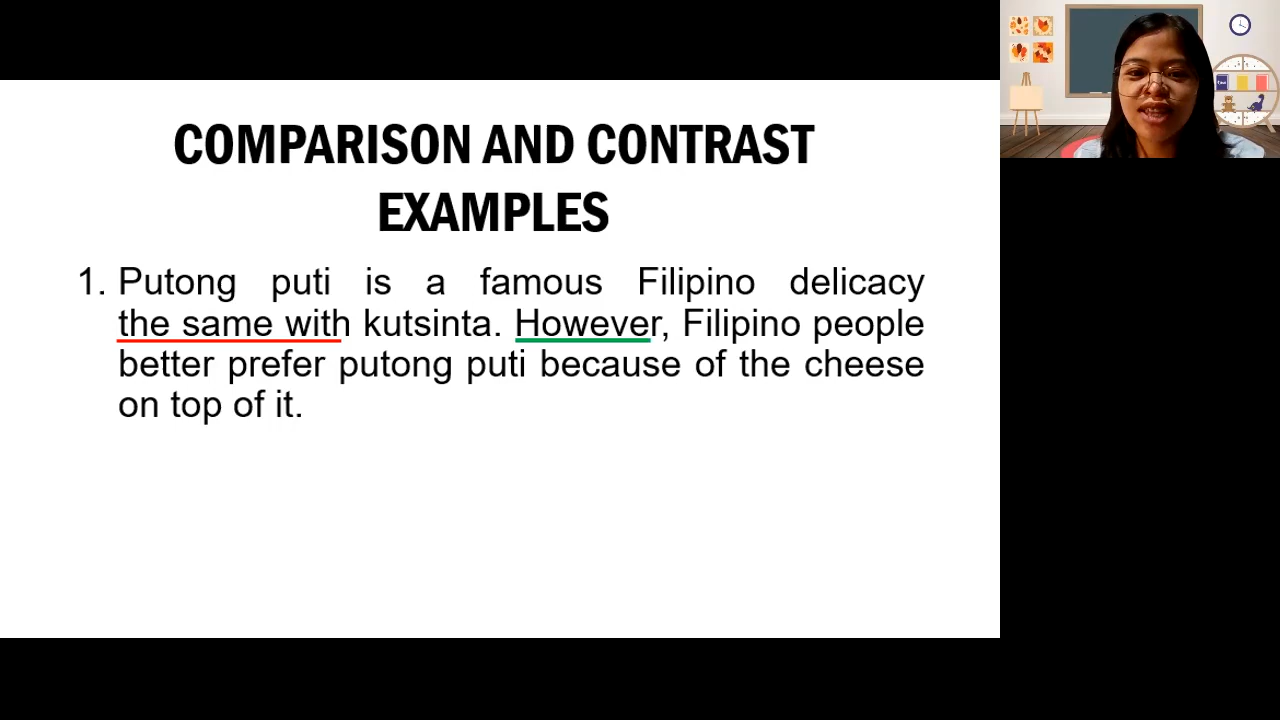 COMPARISON AND CONTRAST
EXAMPLES
1. Putong puti is a famous Filipino delicacy
the same with kutsinta. However, Filipino people
better prefer putong puti because of the cheese
on top of it.